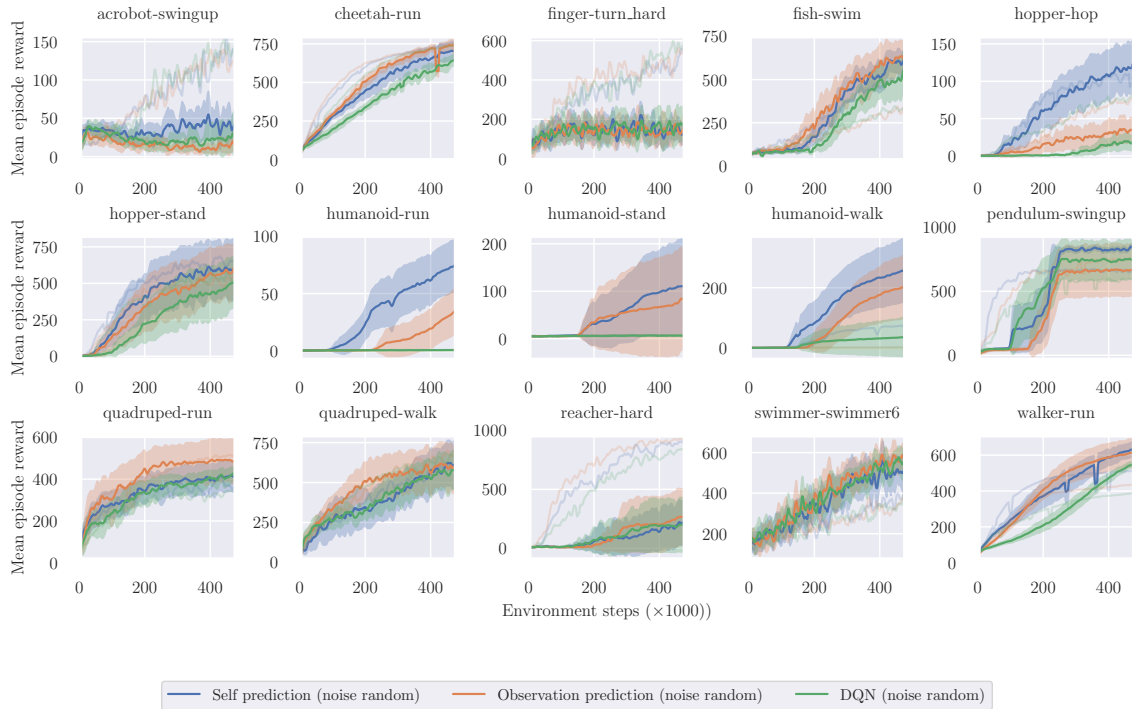 acrobot-swingup cheetah-run finger-turn_hard fish-swim hopper-hop
Mean episode reward
150 100 50 0
750 500 250 0
600 400 200 0
750 500 250 0
150 100 50 0
0 200 400 0 200 400 0 200 400 0 200 400 0 200 400
hopper-stand humanoid-run humanoid-stand humanoid-walk pendulum-swingup
Mean episode reward
750 500 250 0
100 50 0
200 100 0
200 0
1000 500 0
0 200 400 0 200 400 0 200 400 0 200 400 0 200 400
quadruped-run quadruped-walk reacher-hard swimmer-swimmer6 walker-run
Mean episode reward
600 400 200 0
750 500 250 0
1000 500 0
600 400 200
600 400 200 0
0 200 400 0 200 400 0 200 400 0 200 400 0 200 400
Environment steps (×1000))
Self prediction (noise random) Observation prediction (noise random) DQN (noise random)